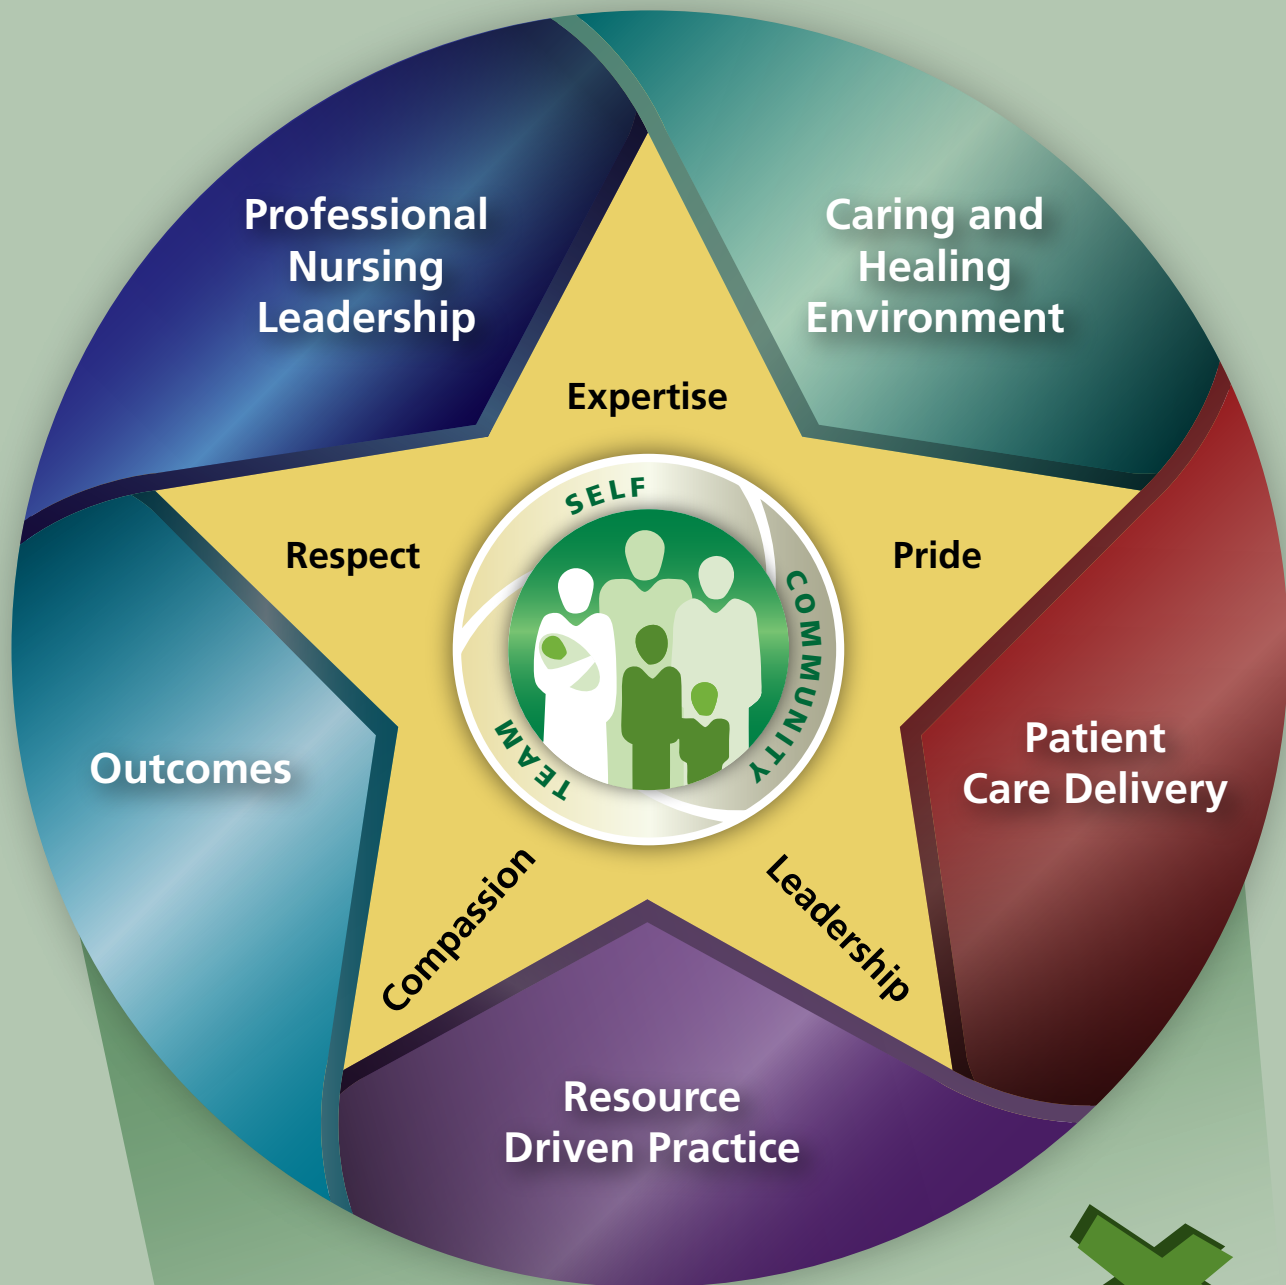 Professional
Nursing
Leadership
Caring and
Healing
Environment
Expertise
Respect
Pride
SELF
COMMUNITY
TEAM
Outcomes
Patient
Care Delivery
Compassion
Leadership
Resource
Driven Practice